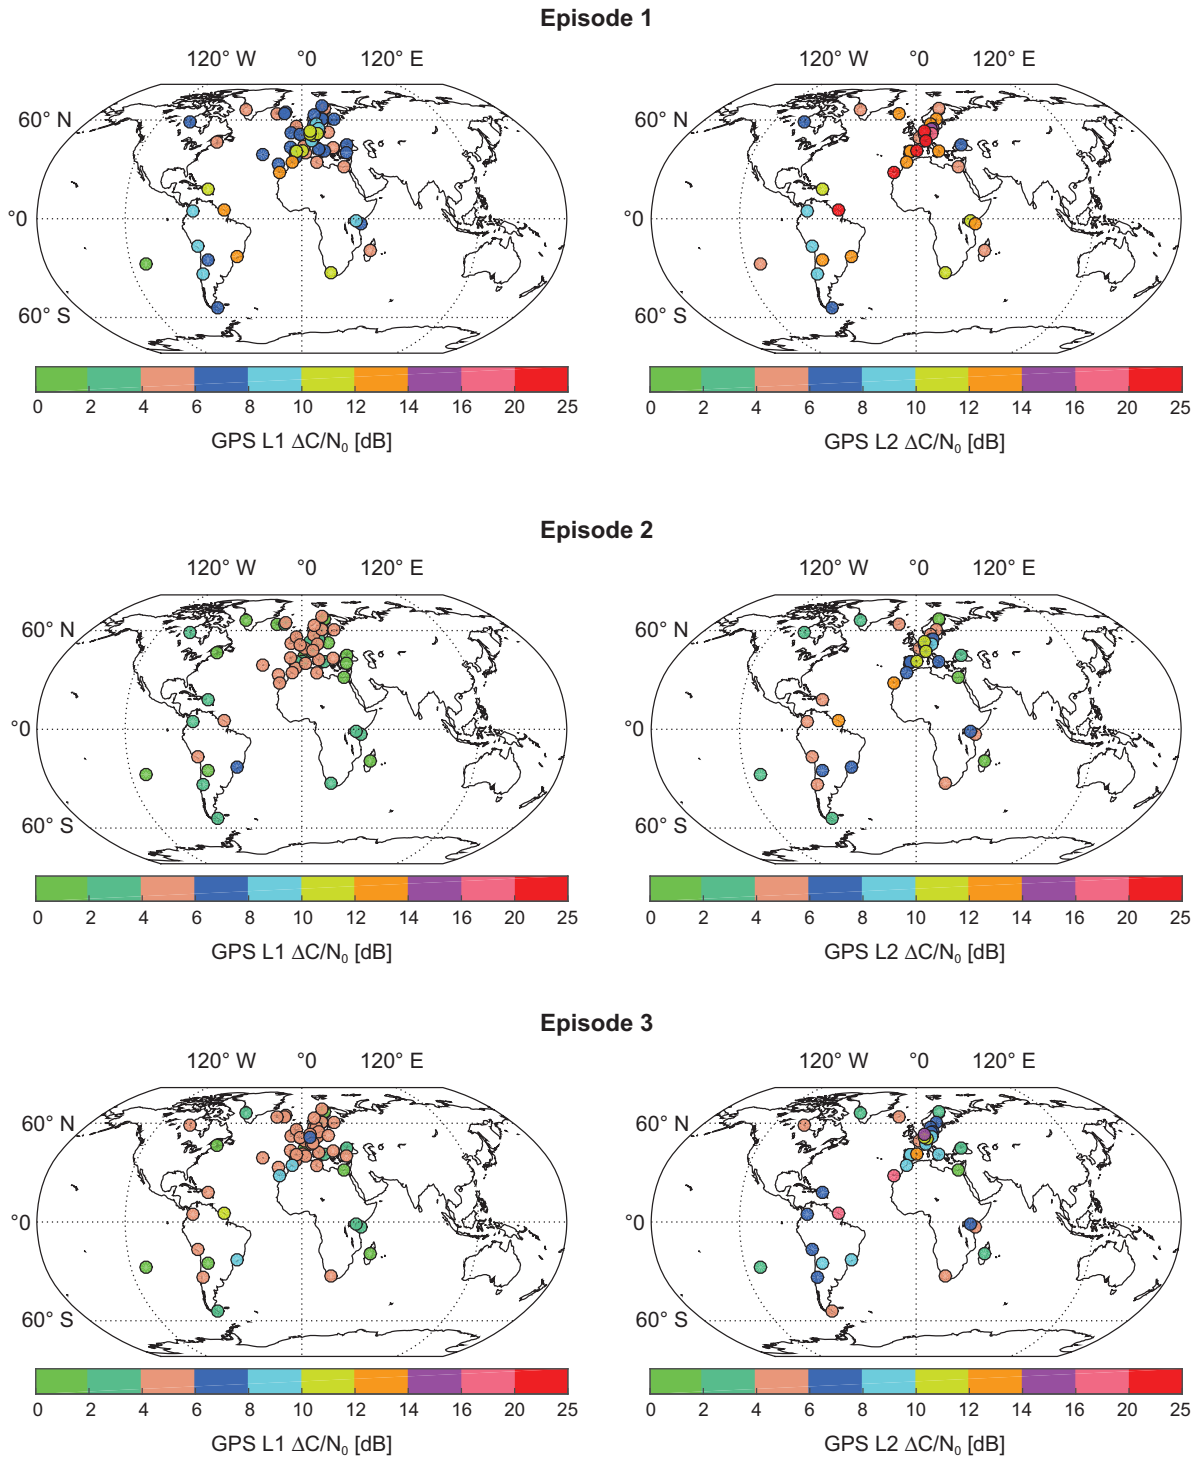 Episode 1
120° W °0 120° E 120° W °0 120° E
60° N 60° N
°0 °0
60° S 60° S
0 2 4 6 8 10 12 14 16 20 25 0 2 4 6 8 10 12 14 16 20 25
GPS L1 ΔC/N₀ [dB] GPS L2 ΔC/N₀ [dB]
Episode 2
120° W °0 120° E 120° W °0 120° E
60° N 60° N
°0 °0
60° S 60° S
0 2 4 6 8 10 12 14 16 20 25 0 2 4 6 8 10 12 14 16 20 25
GPS L1 ΔC/N₀ [dB] GPS L2 ΔC/N₀ [dB]
Episode 3
120° W °0 120° E 120° W °0 120° E
60° N 60° N
°0 °0
60° S 60° S
0 2 4 6 8 10 12 14 16 20 25 0 2 4 6 8 10 12 14 16 20 25
GPS L1 ΔC/N₀ [dB] GPS L2 ΔC/N₀ [dB]